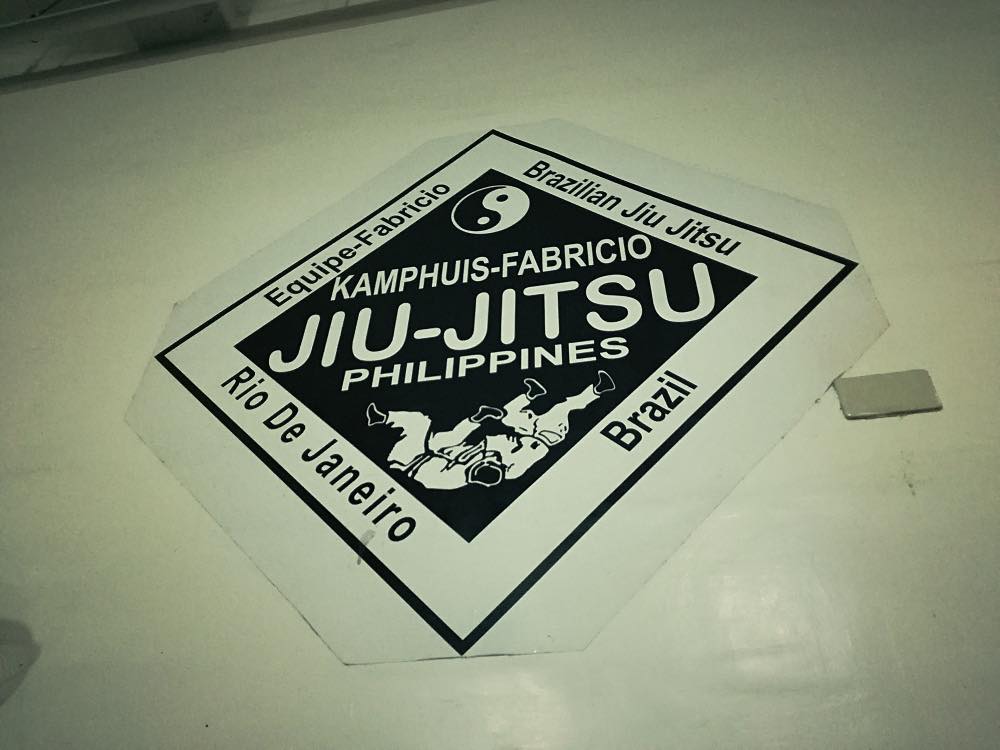 Equipe-Fabricio
Brazilian Jiu Jitsu
KAMPHUIS-FABRICIO
JIU-JITSU
PHILIPPINES
Rio De Janeiro
Brazil